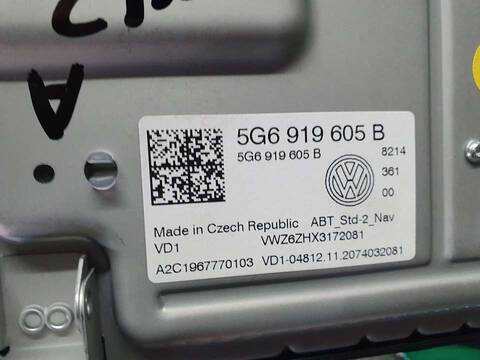 A
5G6 919 605 B
5G6 919 605 B
8214
361
00
Made in Czech Republic ABT_Std-2_Nav
VD1 VWZ6ZHX3172081
A2C1967770103 VD1-04812.11.2074032081